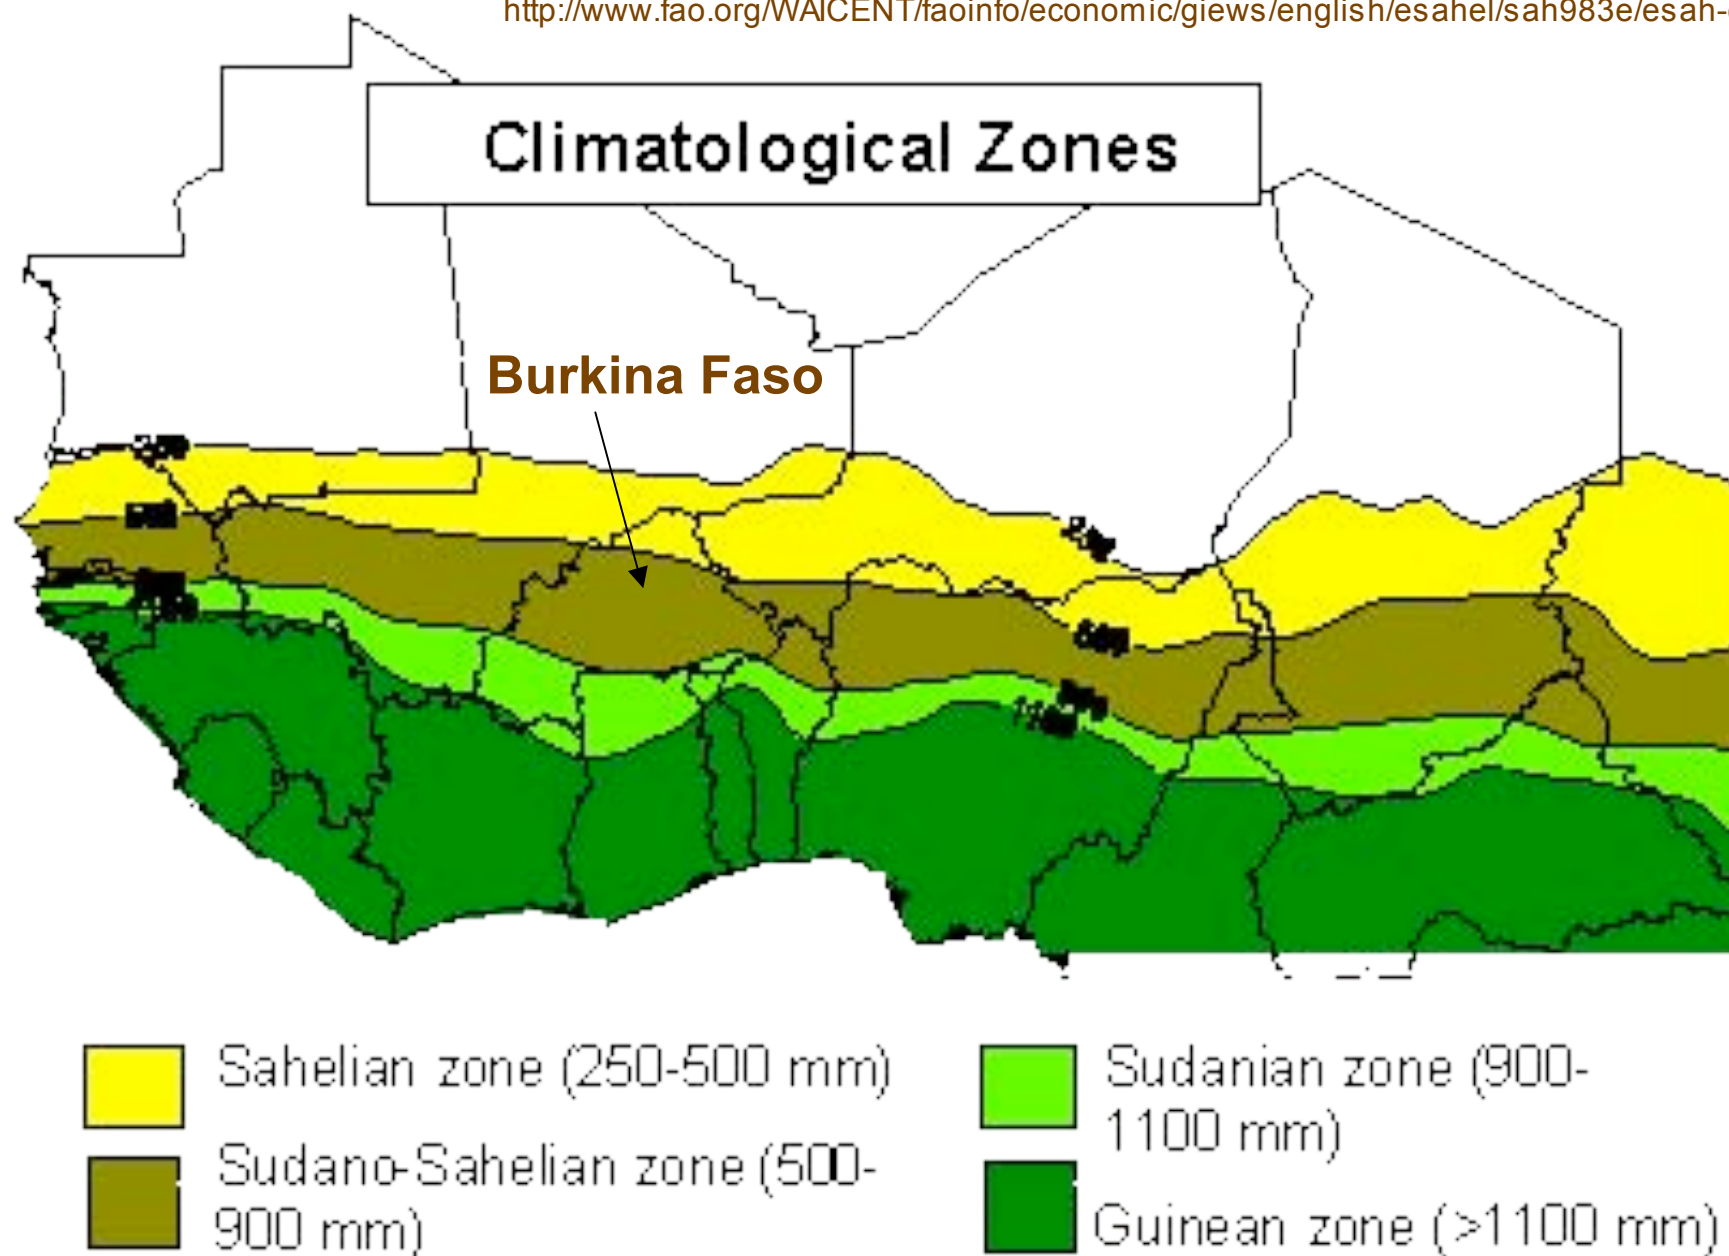 http://www.fao.org/WAICENT/faoinfo/economic/giews/english/esahel/sah983e/esah-
Climatological Zones
Burkina Faso
Sahelian zone (250-500 mm)
Sudano-Sahelian zone (500-
900 mm)
Sudanian zone (900-
1100 mm)
Guinean zone (>1100 mm)